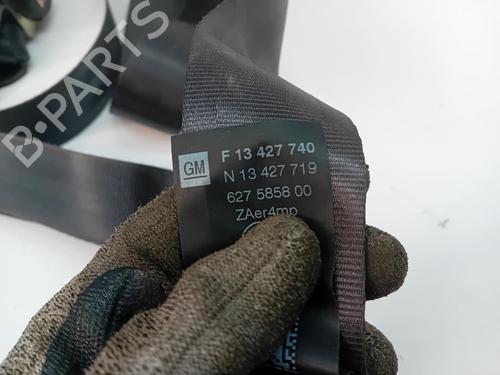 B-PARTS
GM
F 13 427 740
N 13 427 719
627 5858 00
ZAer4mp